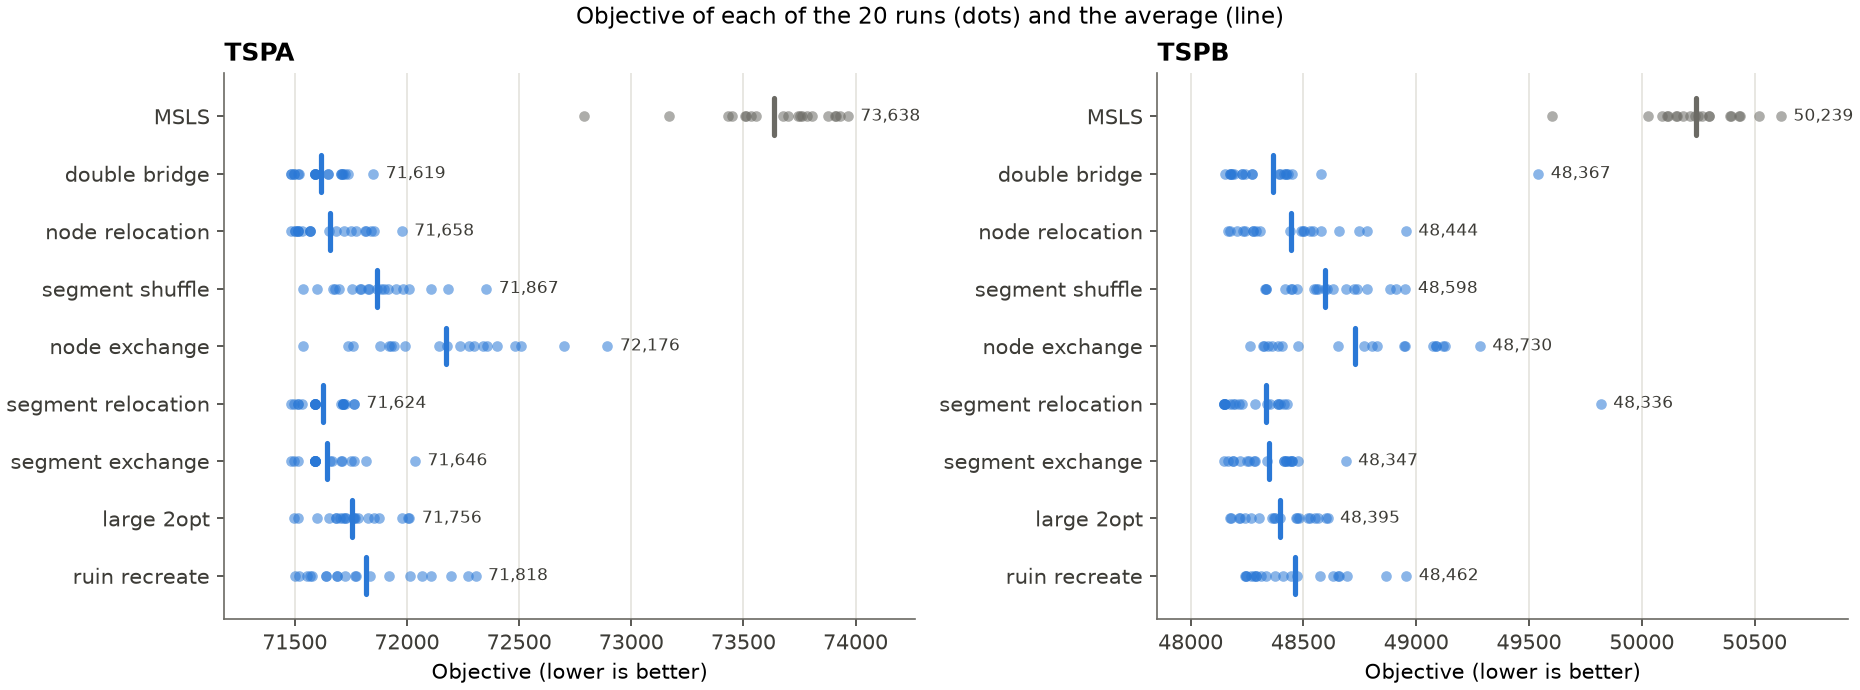 Objective of each of the 20 runs (dots) and the average (line)
TSPA
MSLS
73,638
double bridge
71,619
node relocation
71,658
segment shuffle
71,867
node exchange
72,176
segment relocation
71,624
segment exchange
71,646
large 2opt
71,756
ruin recreate
71,818
71500 72000 72500 73000 73500 74000
Objective (lower is better)
TSPB
MSLS
50,239
double bridge
48,367
node relocation
48,444
segment shuffle
48,598
node exchange
48,730
segment relocation
48,336
segment exchange
48,347
large 2opt
48,395
ruin recreate
48,462
48000 48500 49000 49500 50000 50500
Objective (lower is better)